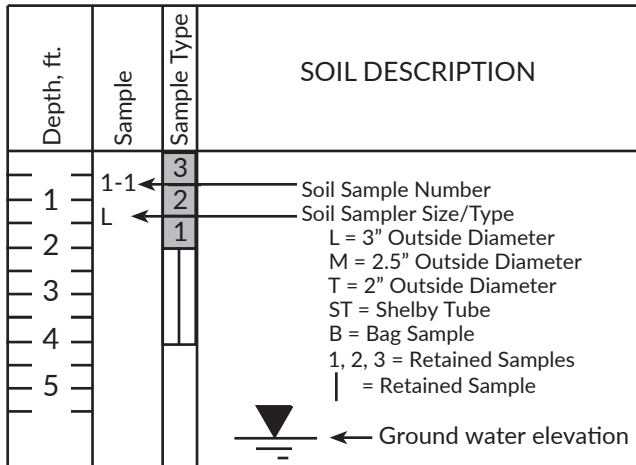 Depth, ft.
Sample
Sample Type
SOIL DESCRIPTION
3
1-1
Soil Sample Number
1
2
L
Soil Sampler Size/Type
1
L = 3” Outside Diameter
2
M = 2.5” Outside Diameter
T = 2” Outside Diameter
3
ST = Shelby Tube
B = Bag Sample
4
1, 2, 3 = Retained Samples
| = Retained Sample
5
Ground water elevation